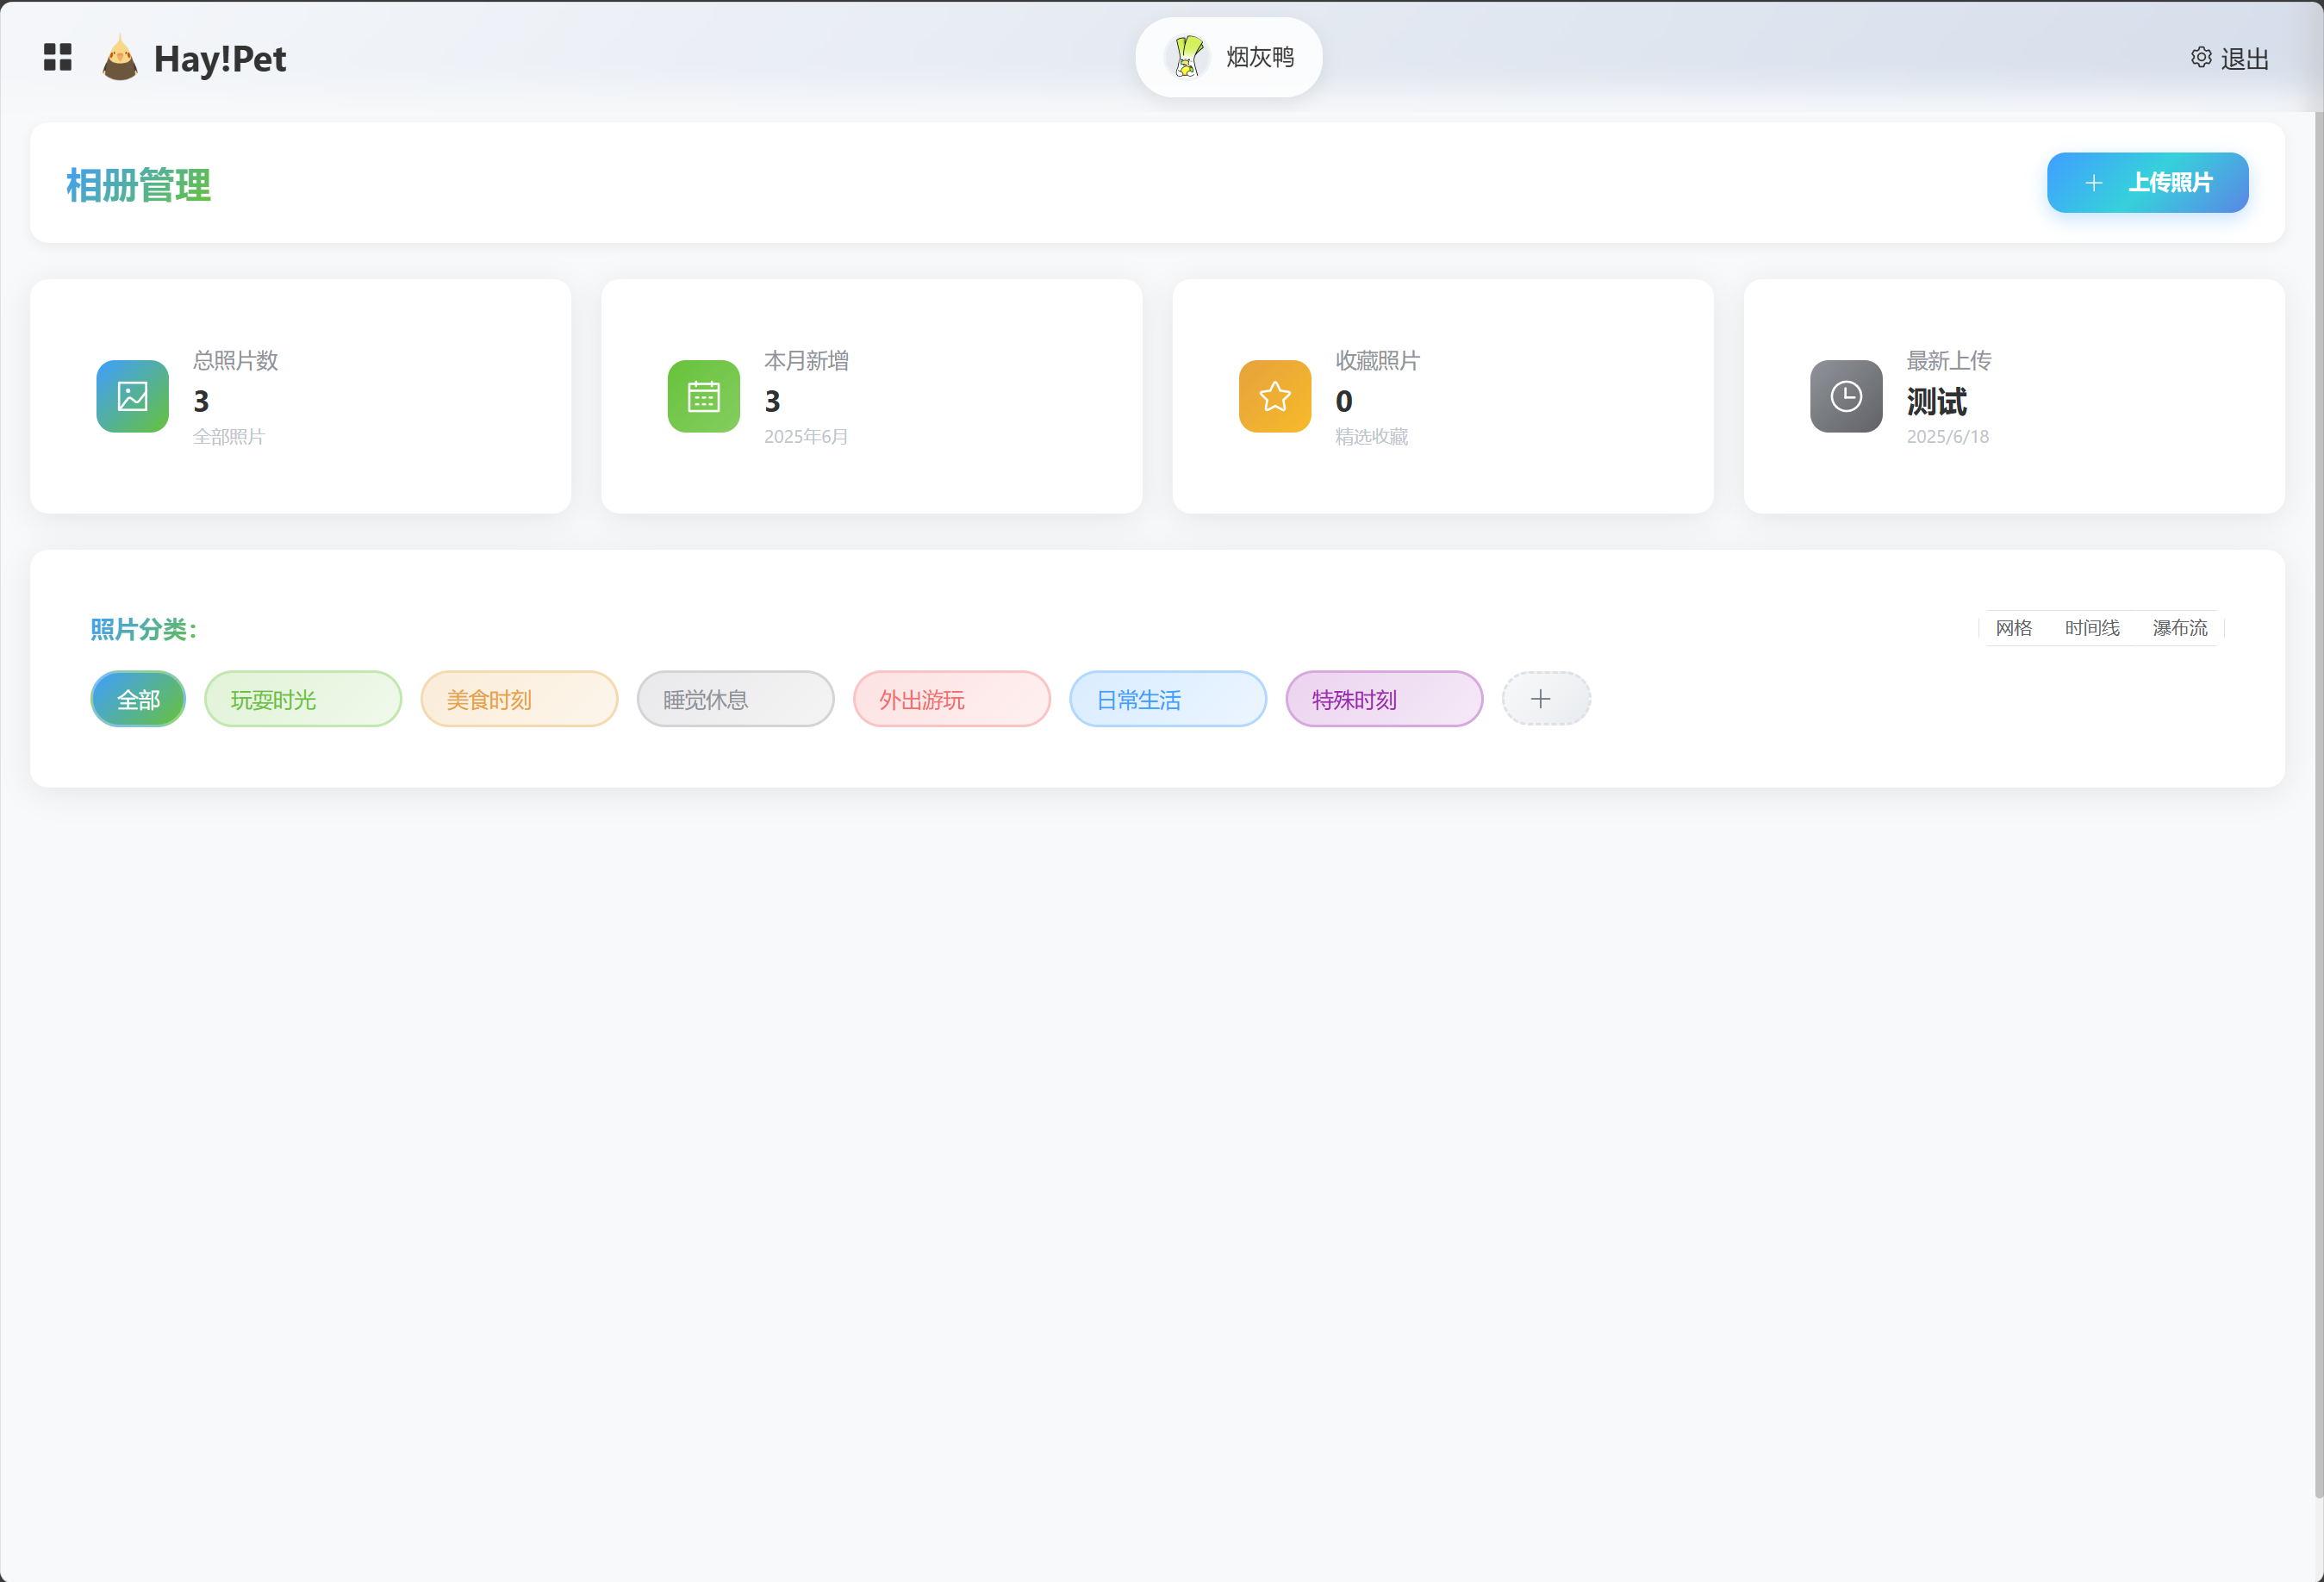 Hay!Pet
烟灰鸭
退出
相册管理
上传照片
总照片数
3
全部照片
本月新增
3
2025年6月
收藏照片
0
精选收藏
最新上传
测试
2025/6/18
照片分类：
网格 时间线 瀑布流
全部 玩耍时光 美食时刻 睡觉休息 外出游玩 日常生活 特殊时刻